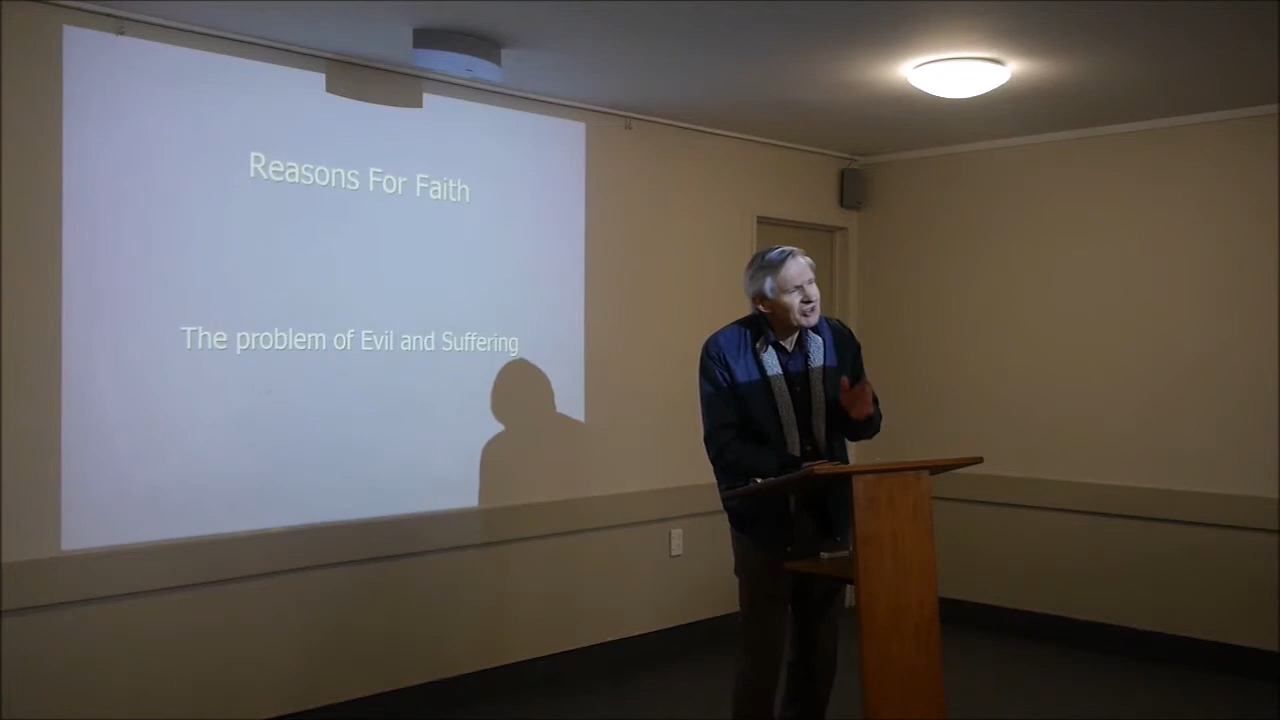 Reasons For Faith
The problem of Evil and Suffering